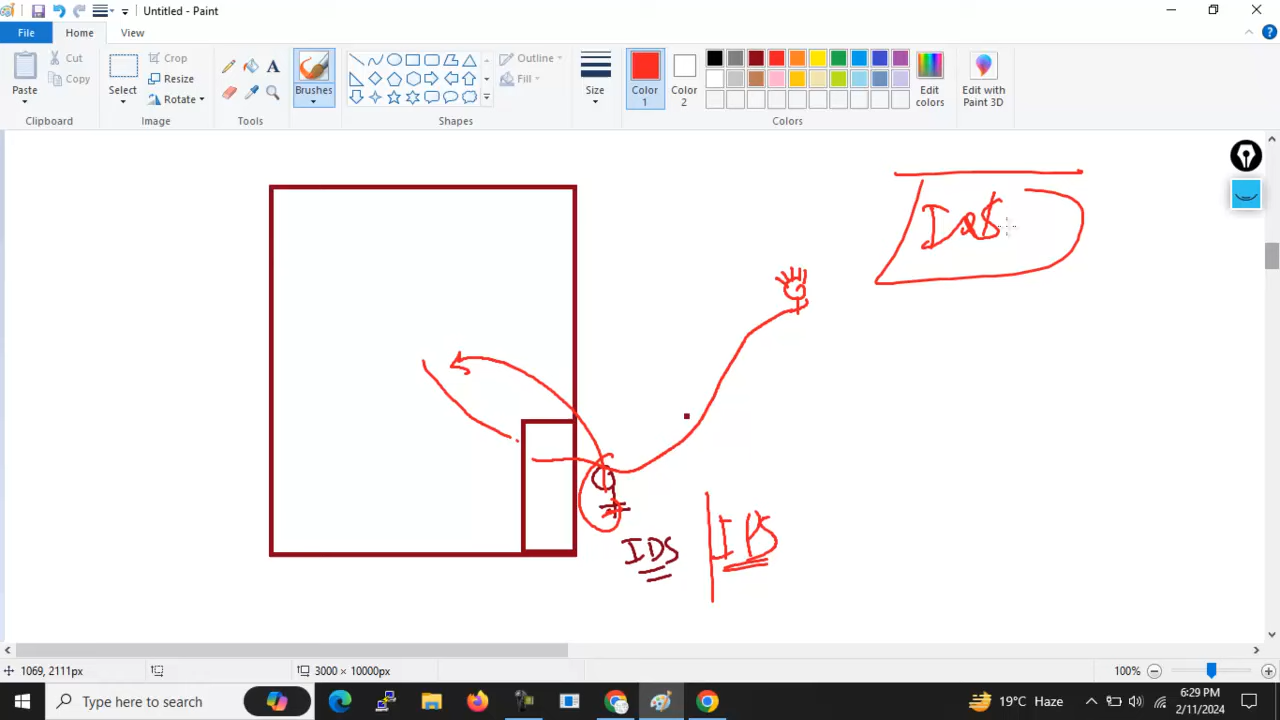 Untitled - Paint
File Home View
Paste
Cut
Copy
Clipboard
Select
Crop
Resize
Rotate
Image
A
Tools
Brushes
Outline
Fill
Shapes
Size
Color 1
Color 2
Edit colors
Colors
Edit with Paint 3D
IDS
IPS
1069, 2111px
3000 × 10000px
100%
Type here to search
19°C Haze
6:29 PM
2/11/2024